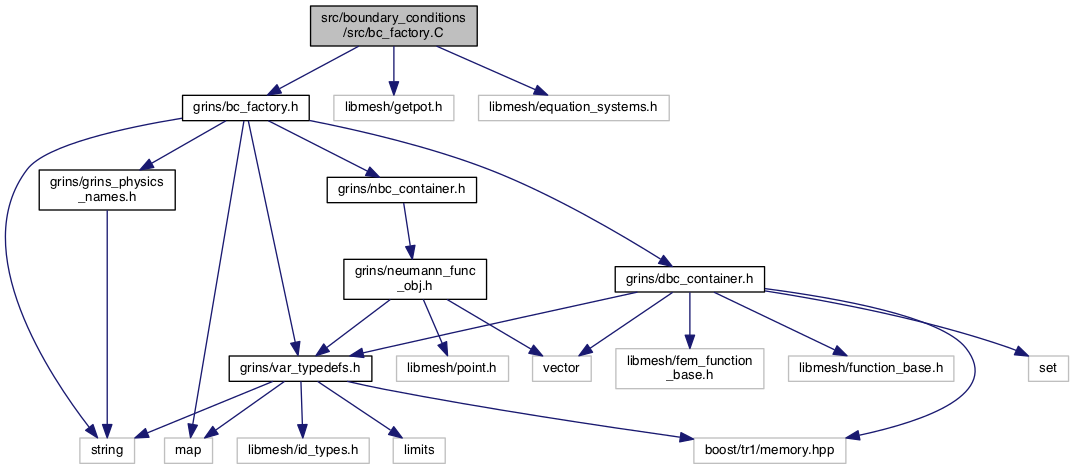 src/boundary_conditions
/src/bc_factory.C
grins/bc_factory.h
libmesh/getpot.h
libmesh/equation_systems.h
grins/grins_physics
_names.h
grins/nbc_container.h
grins/neumann_func
_obj.h
grins/dbc_container.h
grins/var_typedefs.h
libmesh/point.h
vector
libmesh/fem_function
_base.h
libmesh/function_base.h
set
string
map
libmesh/id_types.h
limits
boost/tr1/memory.hpp